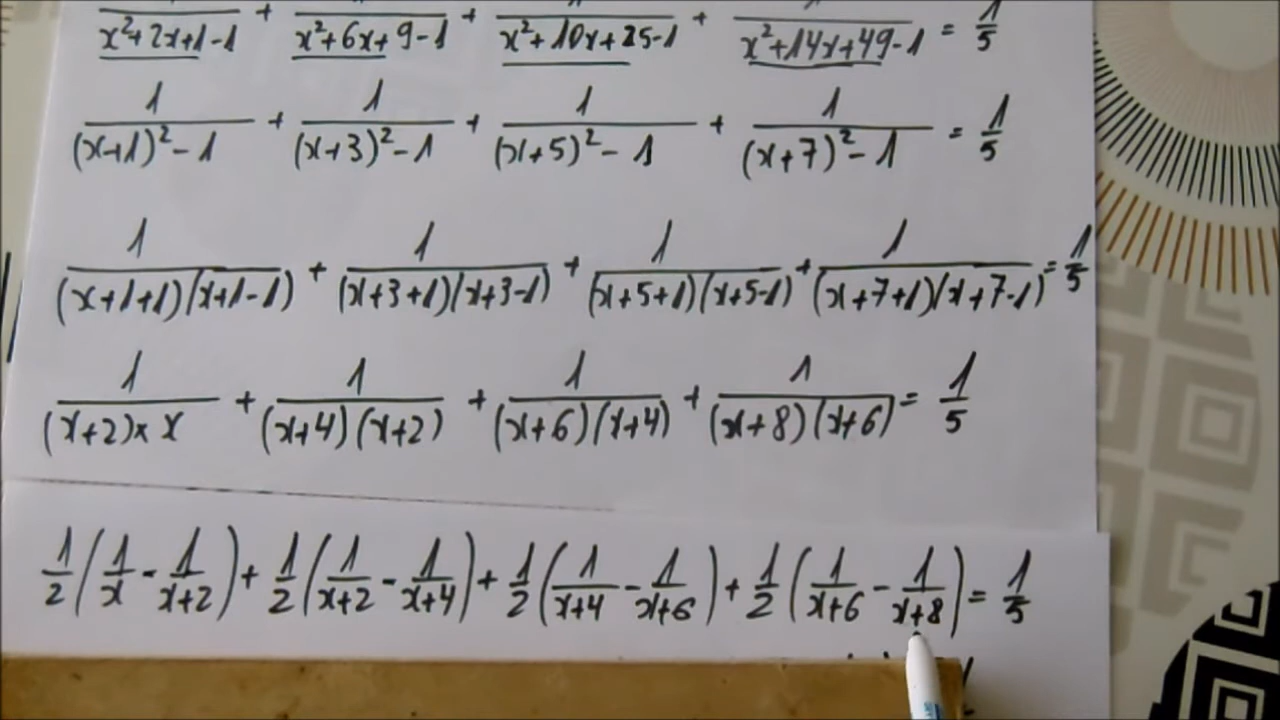 1/(x²+2x+1-1) + 1/(x²+6x+9-1) + 1/(x²+10x+25-1) + 1/(x²+14x+49-1) = 1/5
1/((x+1)²-1) + 1/((x+3)²-1) + 1/((x+5)²-1) + 1/((x+7)²-1) = 1/5
1/((x+1+1)(x+1-1)) + 1/((x+3+1)(x+3-1)) + 1/((x+5+1)(x+5-1)) + 1/((x+7+1)(x+7-1)) = 1/5
1/((x+2)×x) + 1/((x+4)(x+2)) + 1/((x+6)(x+4)) + 1/((x+8)(x+6)) = 1/5
1/2(1/x - 1/(x+2)) + 1/2(1/(x+2) - 1/(x+4)) + 1/2(1/(x+4) - 1/(x+6)) + 1/2(1/(x+6) - 1/(x+8)) = 1/5